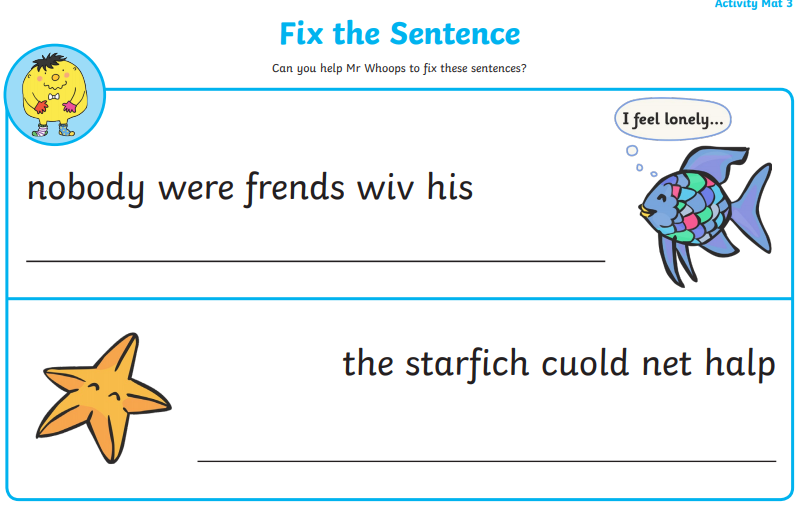 Activity Mat 3
Fix the Sentence
Can you help Mr Whoops to fix these sentences?
I feel lonely...
nobody were frends wiv his
the starfich cuold net halp